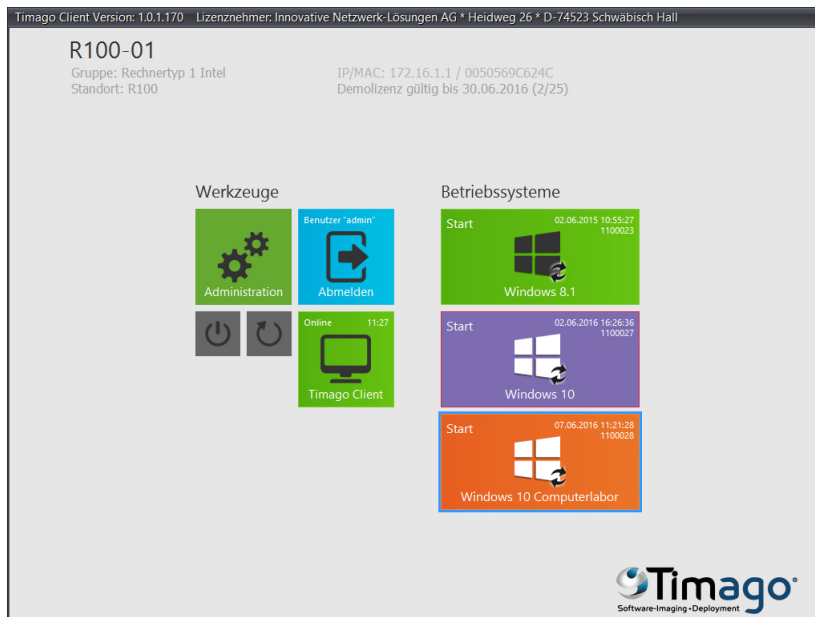 Timago Client Version: 1.0.1.170 Lizenznehmer: Innovative Netzwerk-Lösungen AG * Heidweg 26 * D-74523 Schwäbisch Hall
R100-01
Gruppe: Rechnertyp 1 Intel
IP/MAC: 172.16.1.1 / 0050569C624C
Standort: R100
Demolizenz gültig bis 30.06.2016 (2/25)
Werkzeuge
Administration
Benutzer "admin"
Abmelden
Online 11:27
Timago Client
Betriebssysteme
Start 02.06.2015 10:55:27
1100023
Windows 8.1
Start 02.06.2016 16:26:36
1100027
Windows 10
Start 07.06.2016 11:21:28
1100028
Windows 10 Computerlabor
Timago
Software-Imaging+Deployment